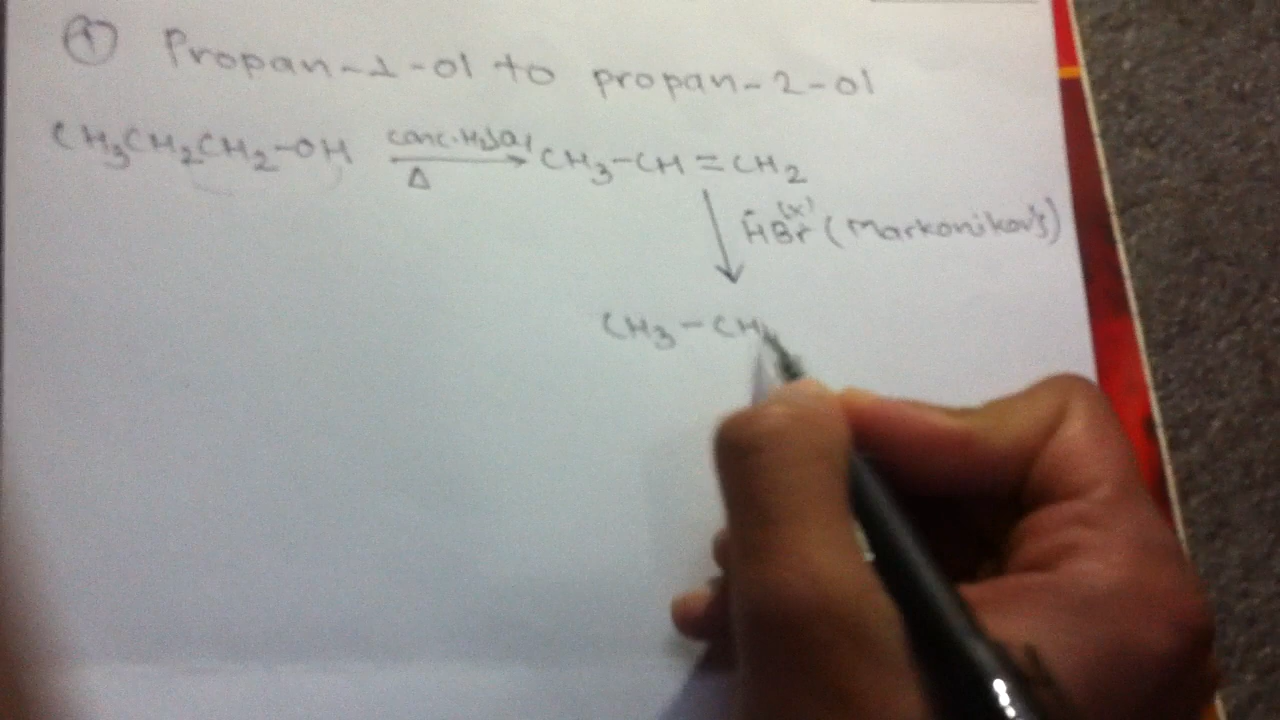 ① Propan-1-ol to propan-2-ol
CH3CH2CH2-OH conc.H2SO4 Δ → CH3-CH=CH2
↓ HBr (x) (Markonikov's)
CH3-CH